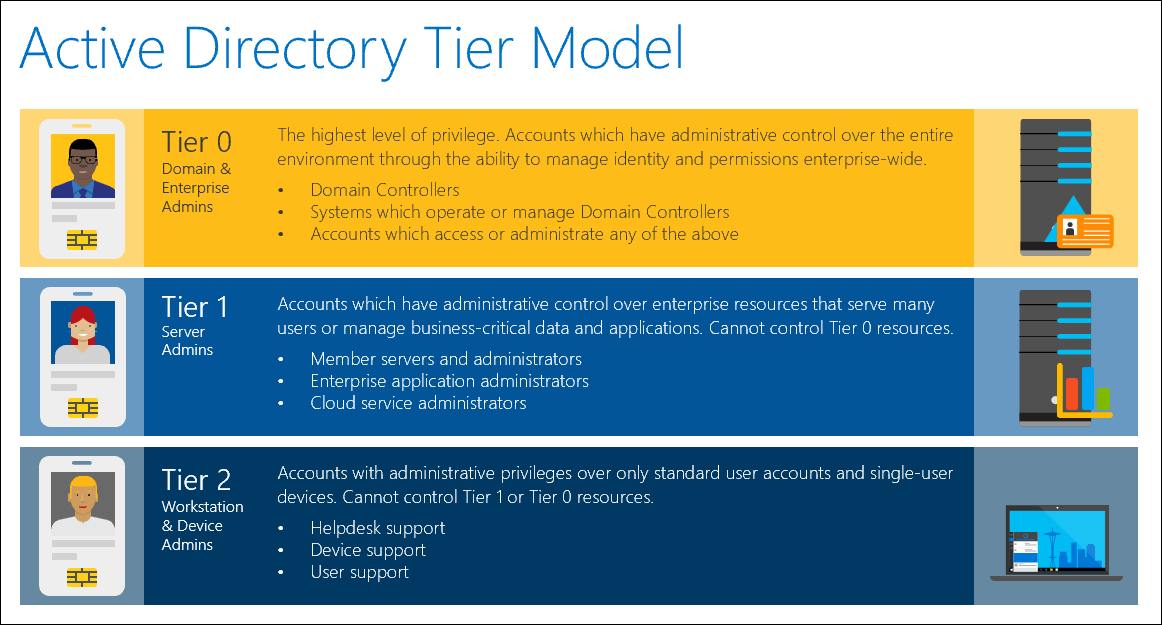 Active Directory Tier Model
Tier 0
Domain &
Enterprise
Admins
The highest level of privilege. Accounts which have administrative control over the entire
environment through the ability to manage identity and permissions enterprise-wide.
• Domain Controllers
• Systems which operate or manage Domain Controllers
• Accounts which access or administrate any of the above
Tier 1
Server
Admins
Accounts which have administrative control over enterprise resources that serve many
users or manage business-critical data and applications. Cannot control Tier 0 resources.
• Member servers and administrators
• Enterprise application administrators
• Cloud service administrators
Tier 2
Workstation
& Device
Admins
Accounts with administrative privileges over only standard user accounts and single-user
devices. Cannot control Tier 1 or Tier 0 resources.
• Helpdesk support
• Device support
• User support